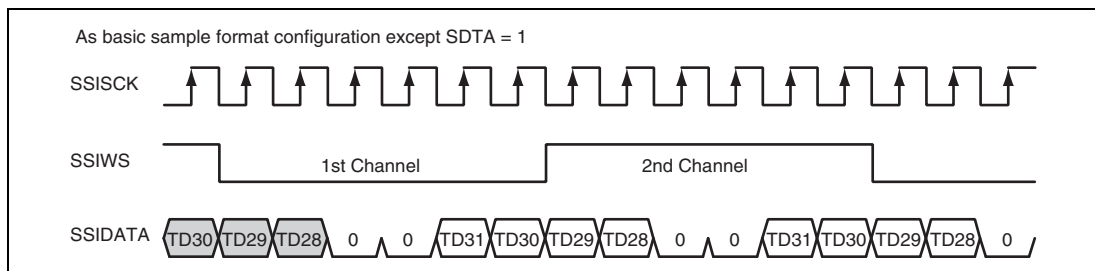 As basic sample format configuration except SDTA = 1
SSISCK
SSIWS 1st Channel 2nd Channel
SSIDATA TD30 TD29 TD28 0 0 TD31 TD30 TD29 TD28 0 0 TD31 TD30 TD29 TD28 0